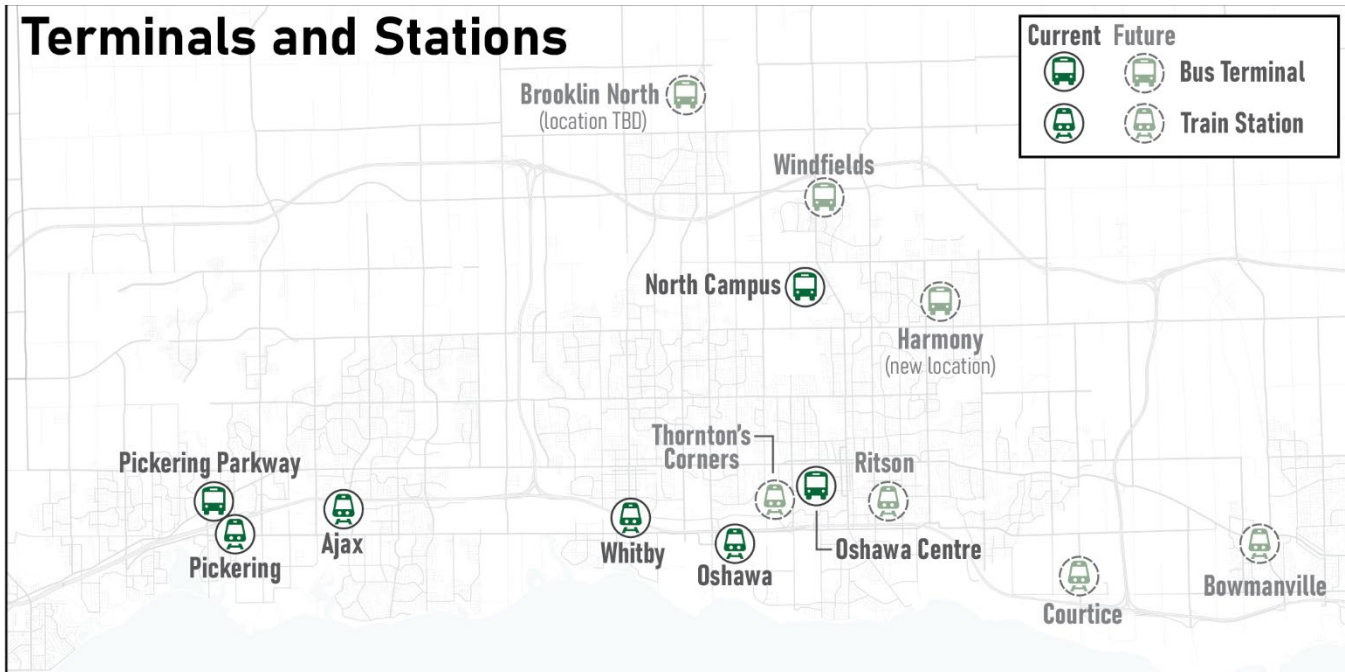 Terminals and Stations
Current Future
Bus Terminal
Train Station
Brooklin North
(location TBD)
Windfields
North Campus
Harmony
(new location)
Thornton's
Corners
Ritson
Pickering Parkway
Ajax
Pickering
Whitby
Oshawa
Oshawa Centre
Courtice
Bowmanville